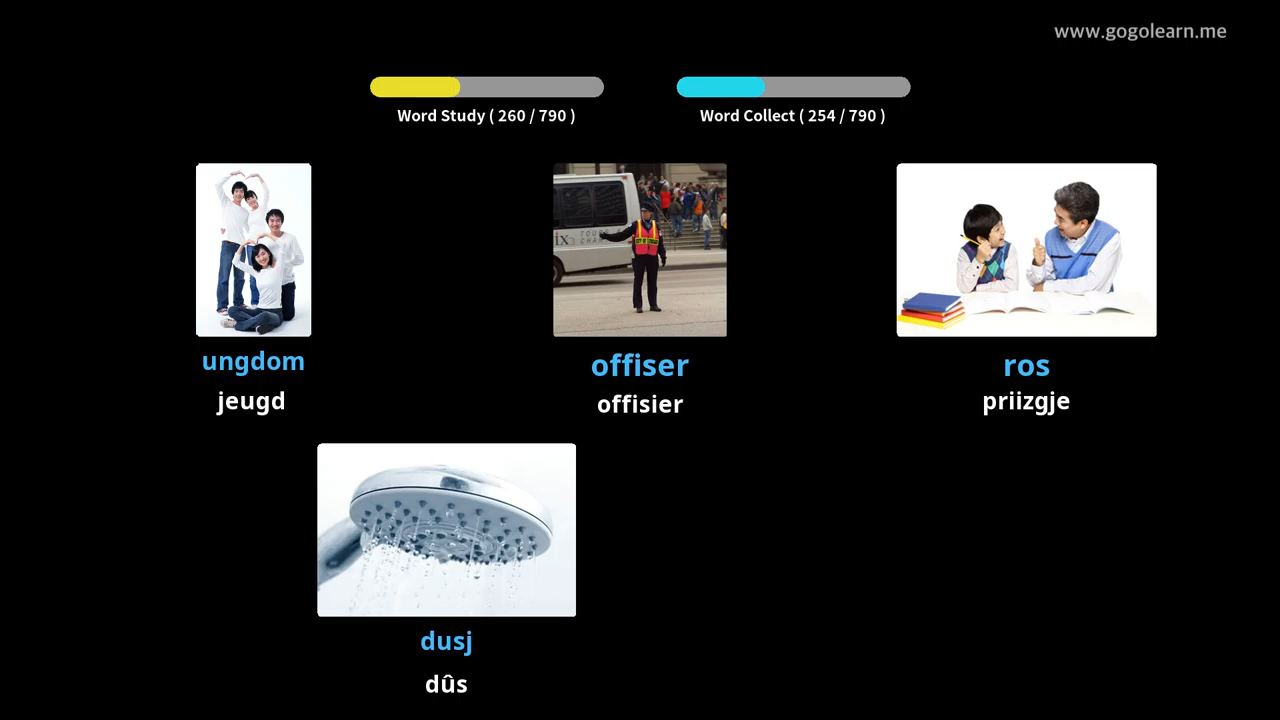 www.gogolearn.me
Word Study ( 260 / 790 )
Word Collect ( 254 / 790 )
ungdom
jeugd
offiser
offisier
ros
priizgje
dusj
dûs